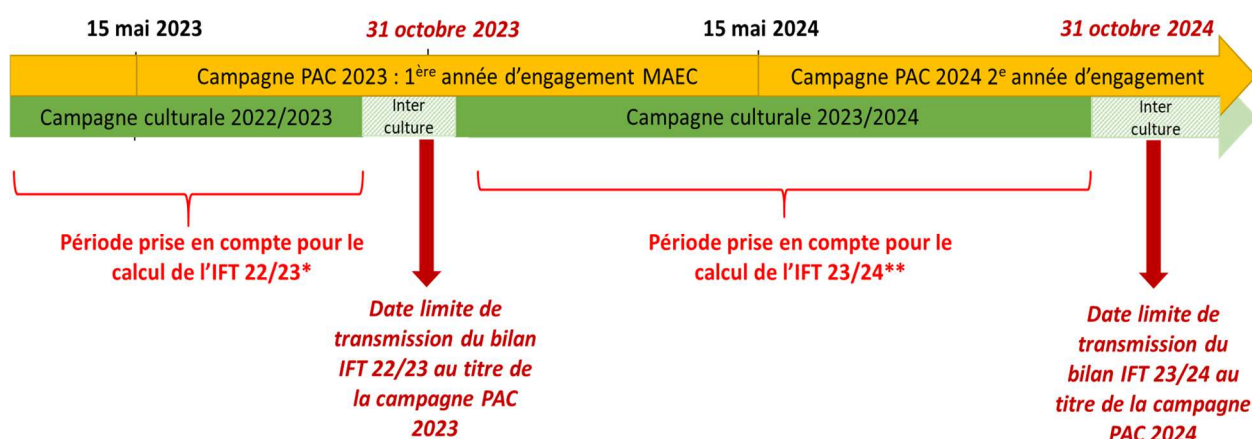 15 mai 2023
31 octobre 2023
15 mai 2024
31 octobre 2024
Campagne PAC 2023 : 1ère année d'engagement MAEC
Campagne PAC 2024 2e année d'engagement
Campagne culturale 2022/2023
Inter
culture
Campagne culturale 2023/2024
Inter
culture
Période prise en compte pour le
calcul de l'IFT 22/23*
Période prise en compte pour le
calcul de l'IFT 23/24**
Date limite de
transmission du bilan
IFT 22/23 au titre de
la campagne PAC
2023
Date limite de
transmission du
bilan IFT 23/24 au
titre de la campagne
PAC 2024